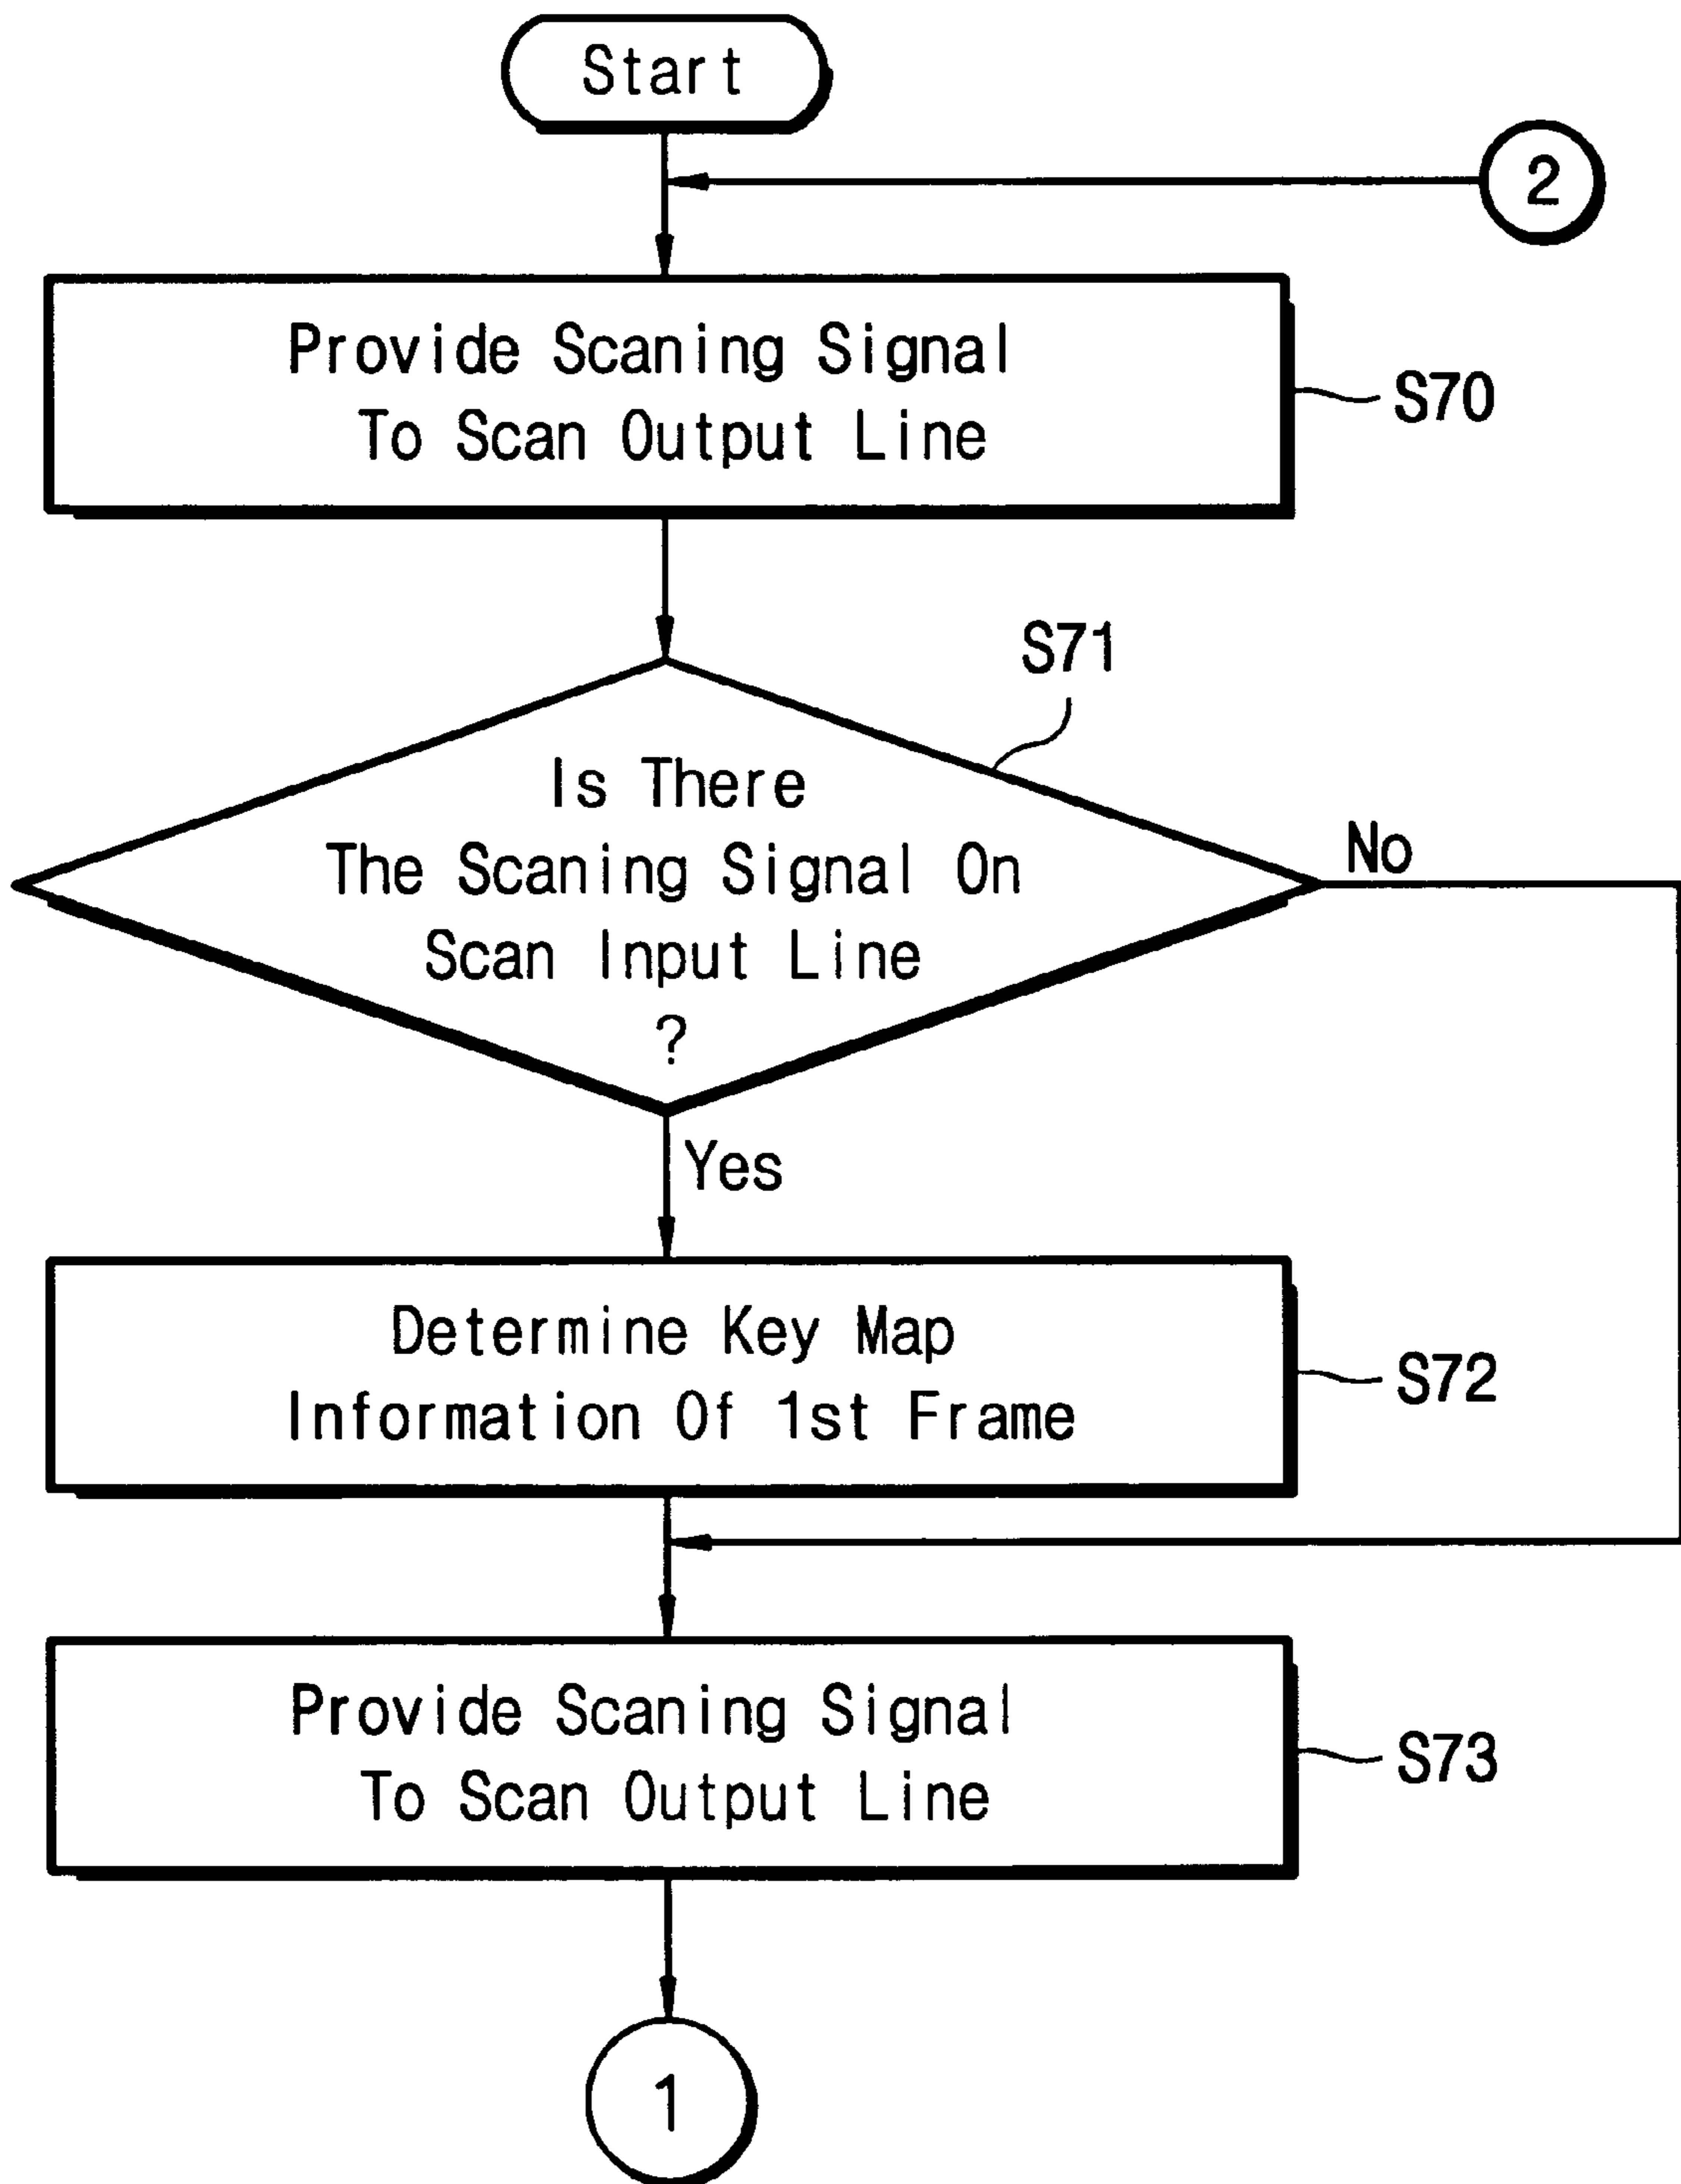 Start
2
Provide Scaning Signal
To Scan Output Line
S70
S71
Is There
The Scaning Signal On
Scan Input Line
?
No
Yes
Determine Key Map
Information Of 1st Frame
S72
Provide Scaning Signal
To Scan Output Line
S73
1